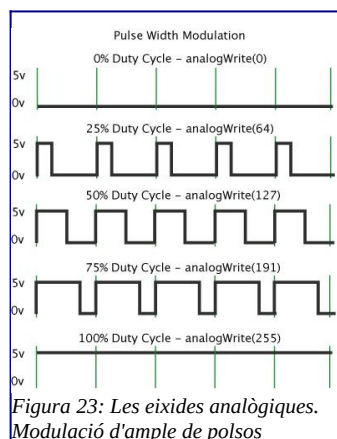 Pulse Width Modulation
0% Duty Cycle – analogWrite(0)
5v
0v
25% Duty Cycle – analogWrite(64)
5v
0v
50% Duty Cycle – analogWrite(127)
5v
0v
75% Duty Cycle – analogWrite(191)
5v
0v
100% Duty Cycle – analogWrite(255)
5v
0v
Figura 23: Les eixides analògiques.
Modulació d'ample de polsos